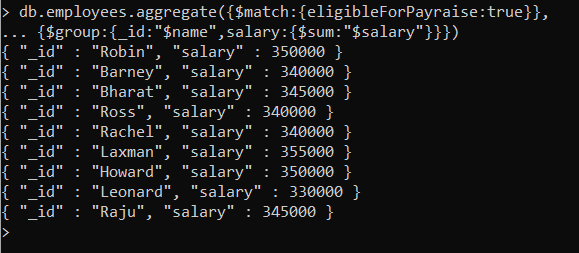 > db.employees.aggregate({$match:{eligibleForPayraise:true}},
... {$group:{_id:"$name",salary:{$sum:"$salary"}}})
{ "_id" : "Robin", "salary" : 350000 }
{ "_id" : "Barney", "salary" : 340000 }
{ "_id" : "Bharat", "salary" : 345000 }
{ "_id" : "Ross", "salary" : 340000 }
{ "_id" : "Rachel", "salary" : 340000 }
{ "_id" : "Laxman", "salary" : 355000 }
{ "_id" : "Howard", "salary" : 350000 }
{ "_id" : "Leonard", "salary" : 330000 }
{ "_id" : "Raju", "salary" : 345000 }
>